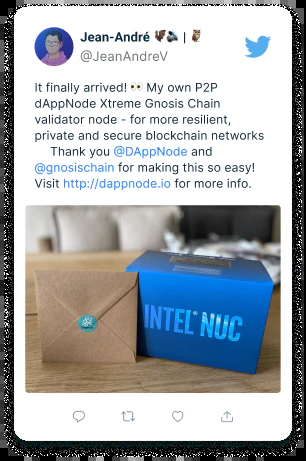 Jean-André 🐿️🔊 | 🦉
@JeanAndreV
It finally arrived! 👀 My own P2P
dAppNode Xtreme Gnosis Chain
validator node - for more resilient,
private and secure blockchain networks
Thank you @DAppNode and
@gnosischain for making this so easy!
Visit http://dappnode.io for more info.
INTEL® NUC